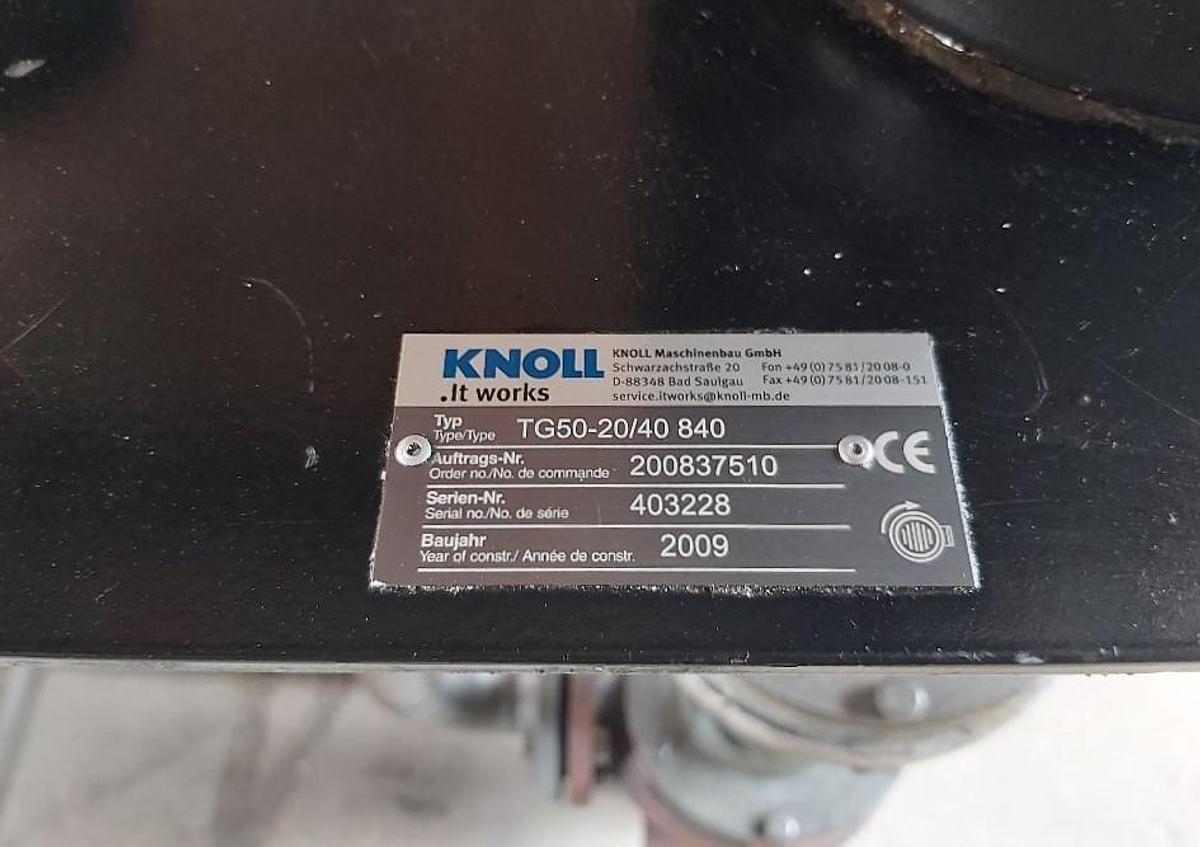 KNOLL
.It works
KNOLL Maschinenbau GmbH
Schwarzachstraße 20 Fon +49(0)7581/2008-0
D-88348 Bad Saulgau Fax +49(0)7581/2008-151
service.itworks@knoll-mb.de
Typ
Type/Type TG50-20/40 840
Auftrags-Nr.
Order no./No. de commande 200837510
Serien-Nr.
Serial no./No. de série 403228
Baujahr
Year of constr./ Année de constr. 2009
CE